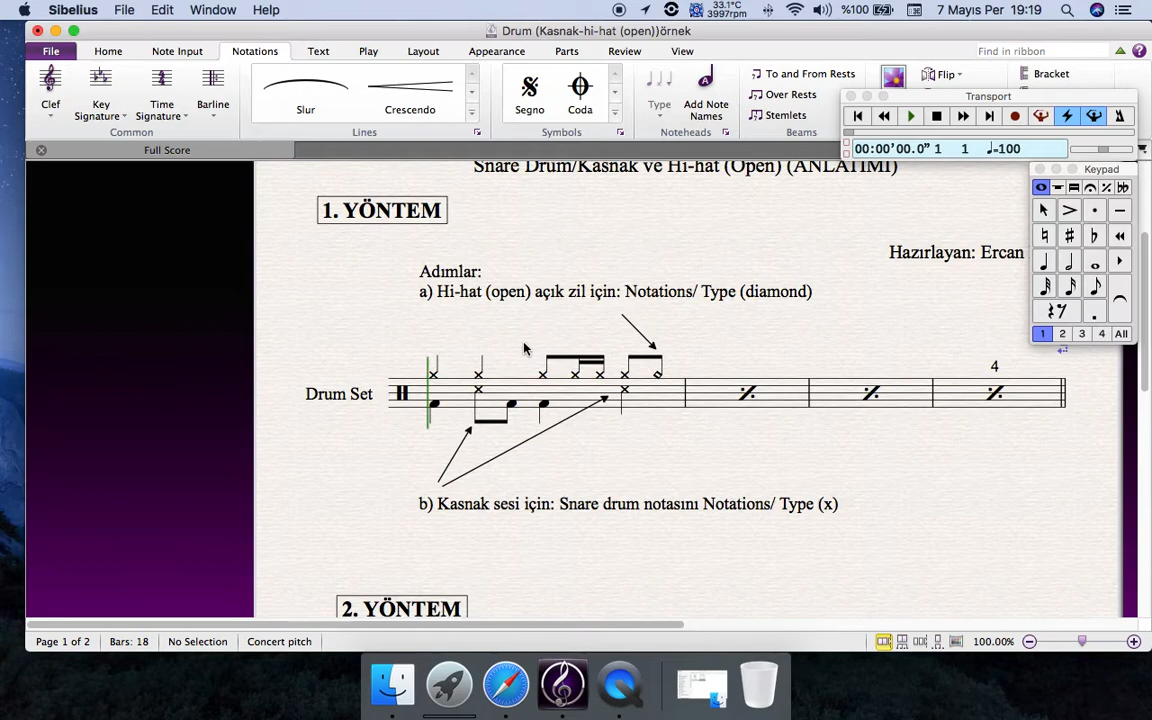 Sibelius File Edit Window Help 33.1°C 3997rpm %100 7 Mayıs Per 19:19
Drum (Kasnak-hi-hat (open))örnek
File Home Note Input Notations Text Play Layout Appearance Parts Review View Find in ribbon
To and From Rests Flip Bracket
Over Rests
Stemlets
Clef Key Signature Time Signature Barline Slur Crescendo Segno Coda Type Add Note Names
Common Lines Symbols Noteheads Beams
Transport
00:00'00.0" 1 1 =100
Full Score
Keypad
1 2 3 4 All
Snare Drum/Kasnak ve Hi-hat (Open) (ANLATIMI)
1. YÖNTEM
Hazırlayan: Ercan
Adımlar:
a) Hi-hat (open) açık zil için: Notations/ Type (diamond)
4
Drum Set
b) Kasnak sesi için: Snare drum notasını Notations/ Type (x)
2. YÖNTEM
Page 1 of 2 Bars: 18 No Selection Concert pitch 100.00%